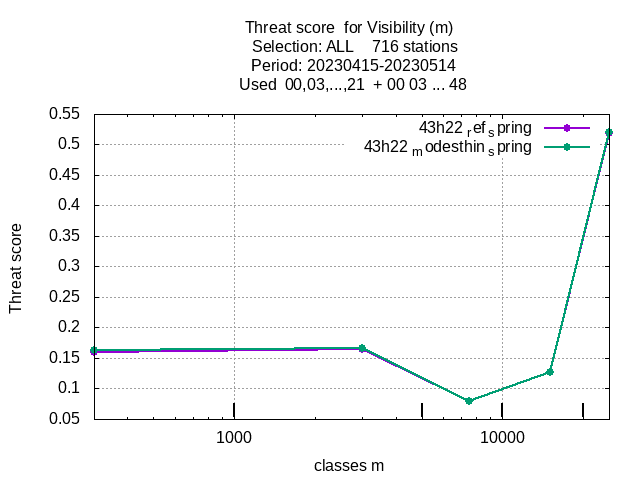 Threat score  for Visibility (m)
Selection: ALL    716 stations
Period: 20230415-20230514
Used  00,03,...,21  + 00 03 ... 48
43h22 ref spring
43h22 modesthin spring
0.55
0.5
0.45
0.4
0.35
0.3
0.25
0.2
0.15
0.1
0.05
Threat score
1000 10000
classes m